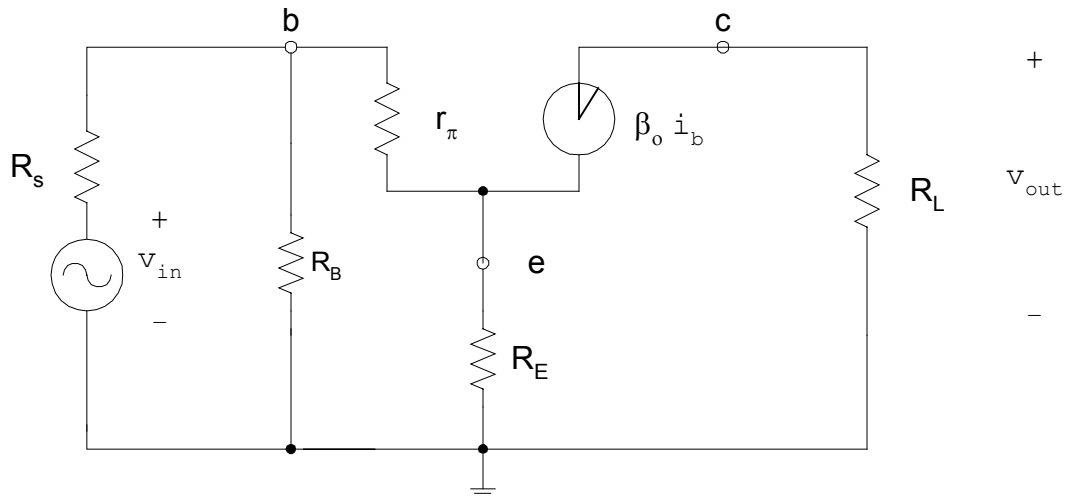 b
c
+
r_π
β_o i_b
R_s
R_L
v_out
+
v_in
R_B
e
−
−
R_E